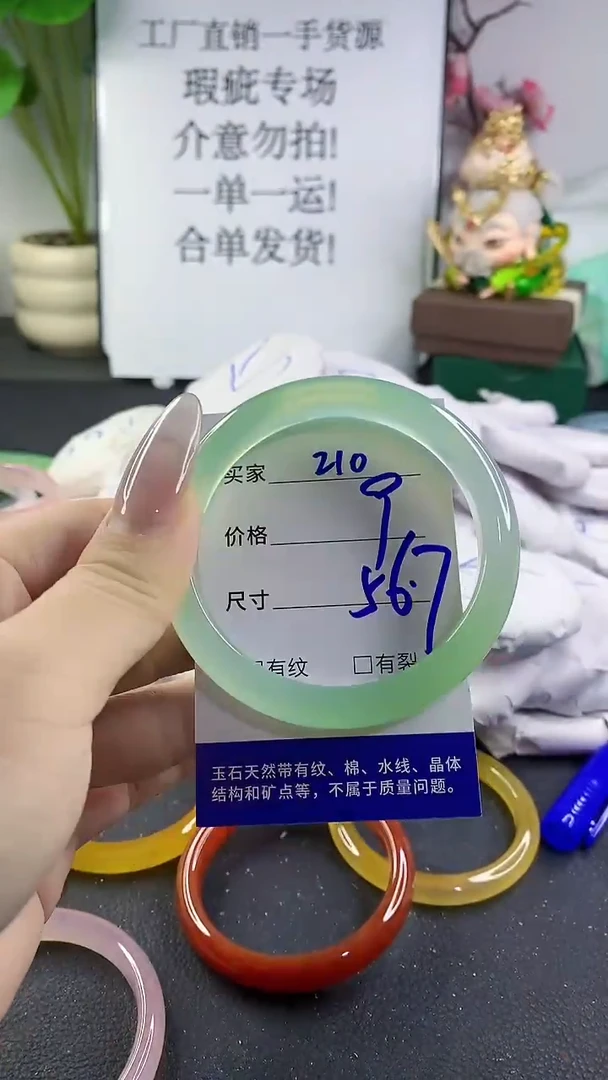 工厂直销一手货源
瑕疵专场
介意勿拍!
一单一运!
合单发货!
买家 210
价格 9
尺寸 56.7
有纹 □有裂
玉石天然带有纹、棉、水线、晶体
结构和矿点等，不属于质量问题。